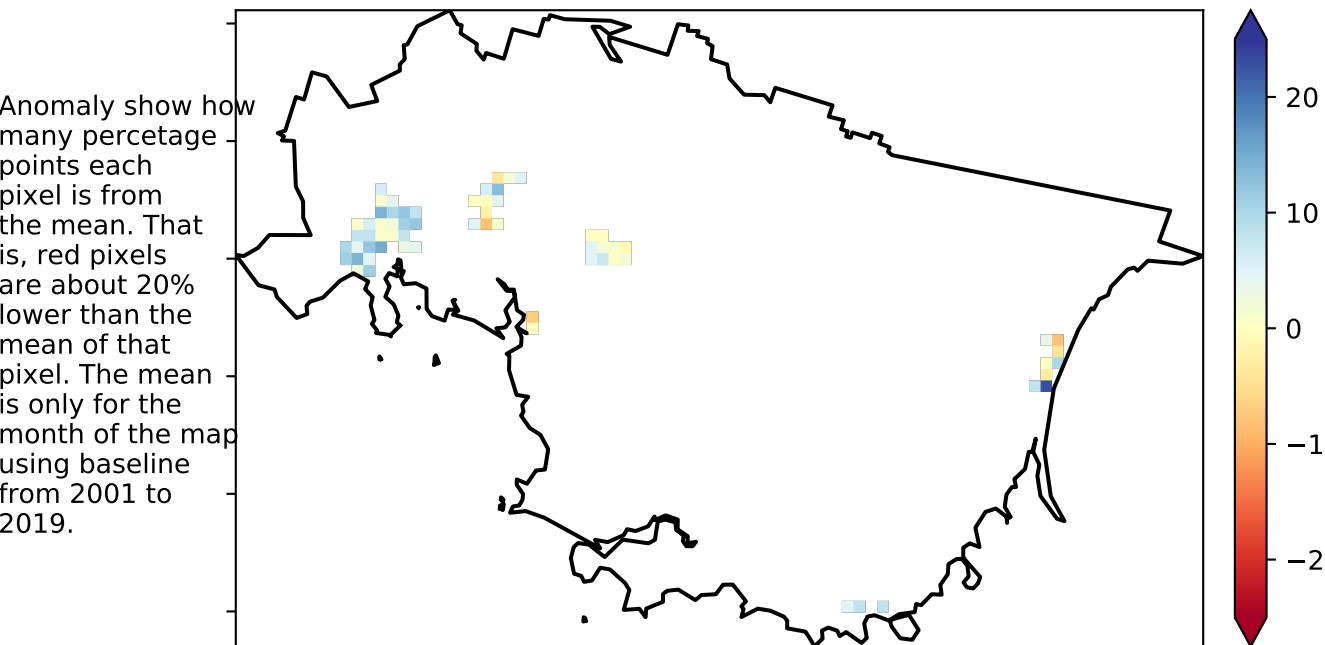 Anomaly show how
many percetage
points each
pixel is from
the mean. That
is, red pixels
are about 20%
lower than the
mean of that
pixel. The mean
is only for the
month of the map
using baseline
from 2001 to
2019.
20
10
0
−1
−2